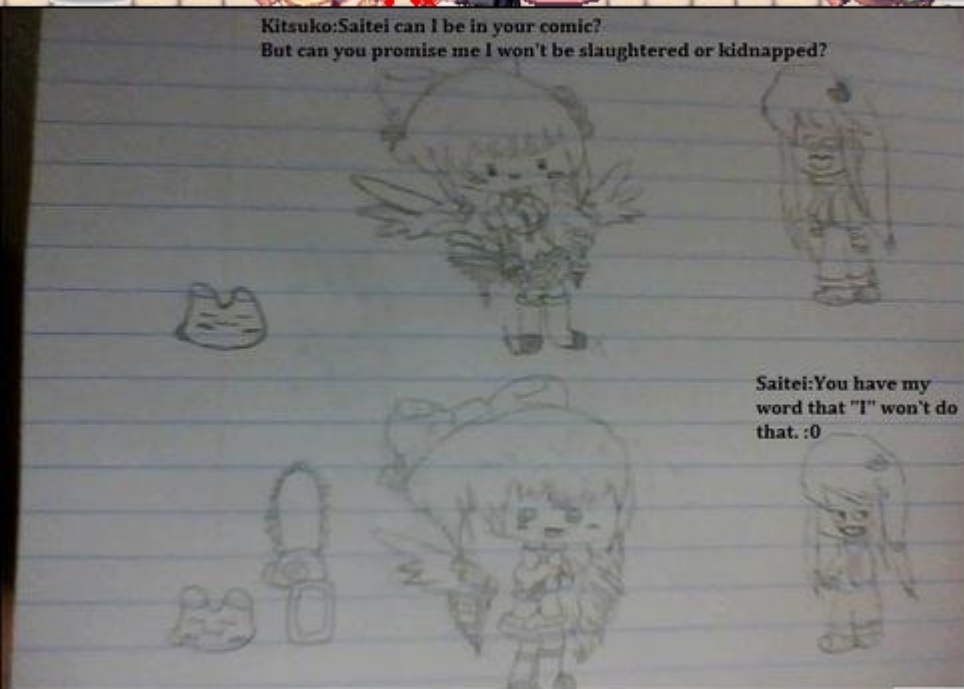 Kitsuko:Saitei can I be in your comic?
But can you promise me I won't be slaughtered or kidnapped?
Saitei:You have my
word that "I" won't do
that. :0